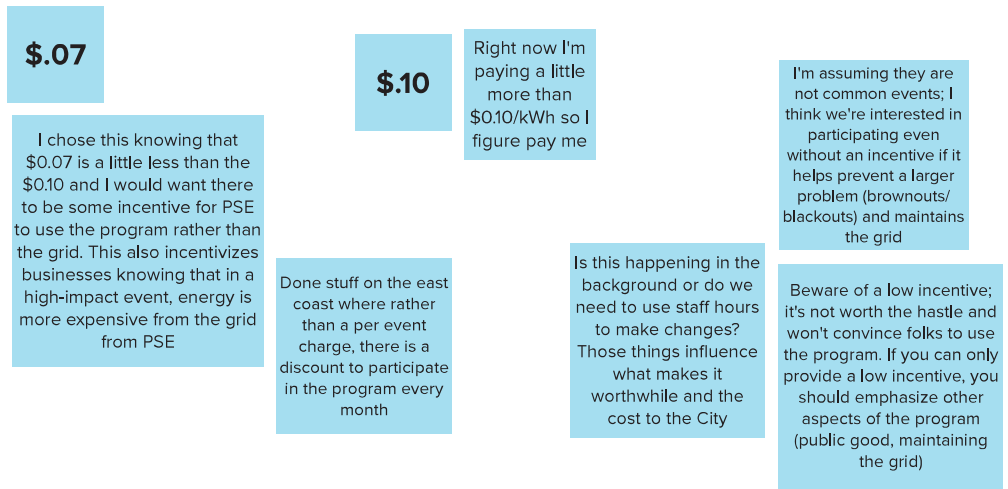 $.07
I chose this knowing that
$0.07 is a little less than the
$0.10 and I would want there
to be some incentive for PSE
to use the program rather than
the grid. This also incentivizes
businesses knowing that in a
high-impact event, energy is
more expensive from the grid
from PSE
Done stuff on the east
coast where rather
than a per event
charge, there is a
discount to participate
in the program every
month
$.10
Right now I'm
paying a little
more than
$0.10/kWh so I
figure pay me
Is this happening in the
background or do we
need to use staff hours
to make changes?
Those things influence
what makes it
worthwhile and the
cost to the City
I'm assuming they are
not common events; I
think we're interested in
participating even
without an incentive if it
helps prevent a larger
problem (brownouts/
blackouts) and maintains
the grid
Beware of a low incentive;
it's not worth the hastle and
won't convince folks to use
the program. If you can only
provide a low incentive, you
should emphasize other
aspects of the program
(public good, maintaining
the grid)